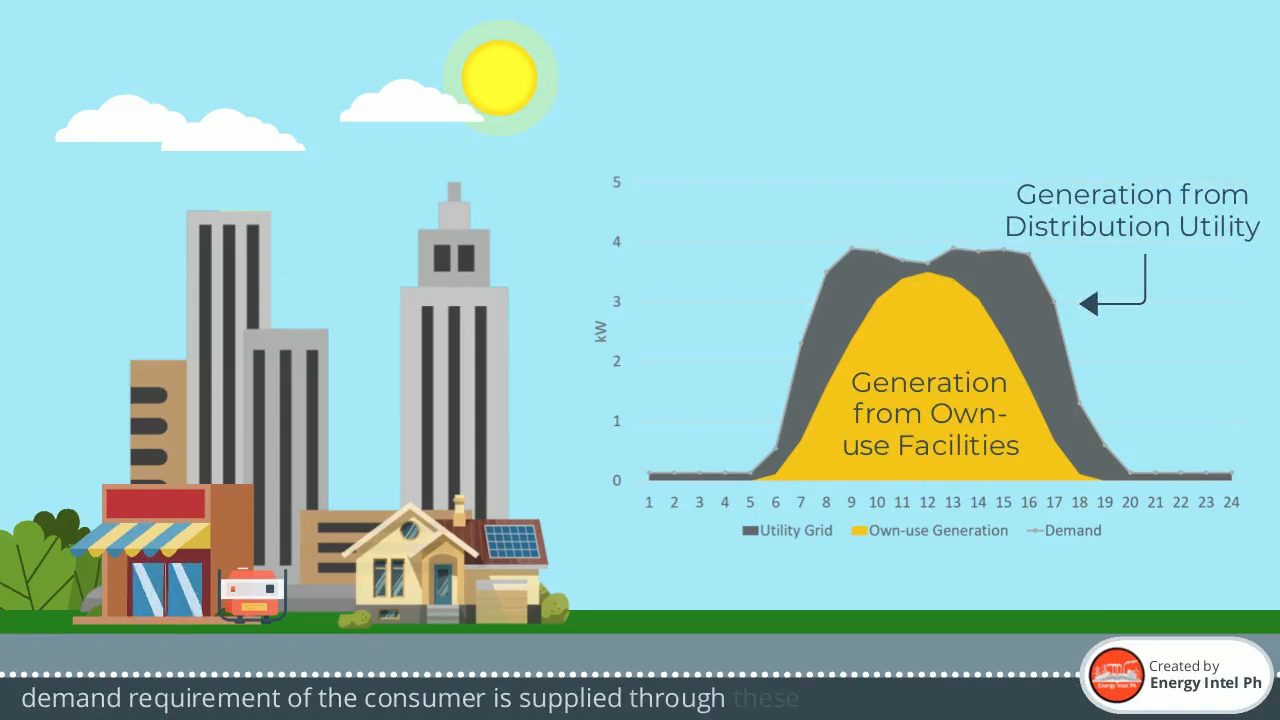 Generation from
Distribution Utility
5
4
3
2
1
0
kW
Generation
from Own-
use Facilities
1 2 3 4 5 6 7 8 9 10 11 12 13 14 15 16 17 18 19 20 21 22 23 24
Utility Grid Own-use Generation Demand
Energy Intel Ph
Created by
Energy Intel Ph
demand requirement of the consumer is supplied through these